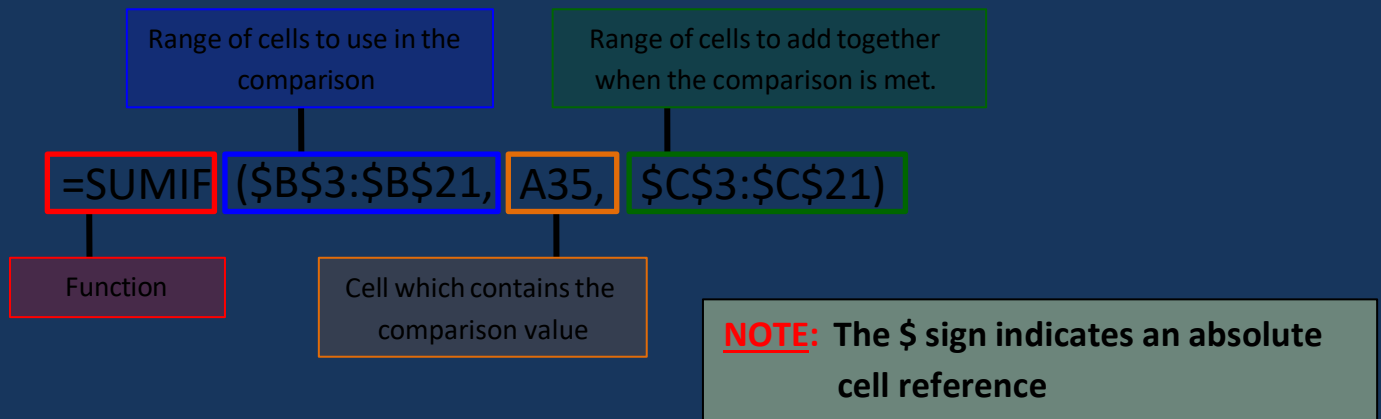 Range of cells to use in the
comparison
Range of cells to add together
when the comparison is met.
=SUMIF ($B$3:$B$21, A35, $C$3:$C$21)
Function
Cell which contains the
comparison value
NOTE: The $ sign indicates an absolute
cell reference